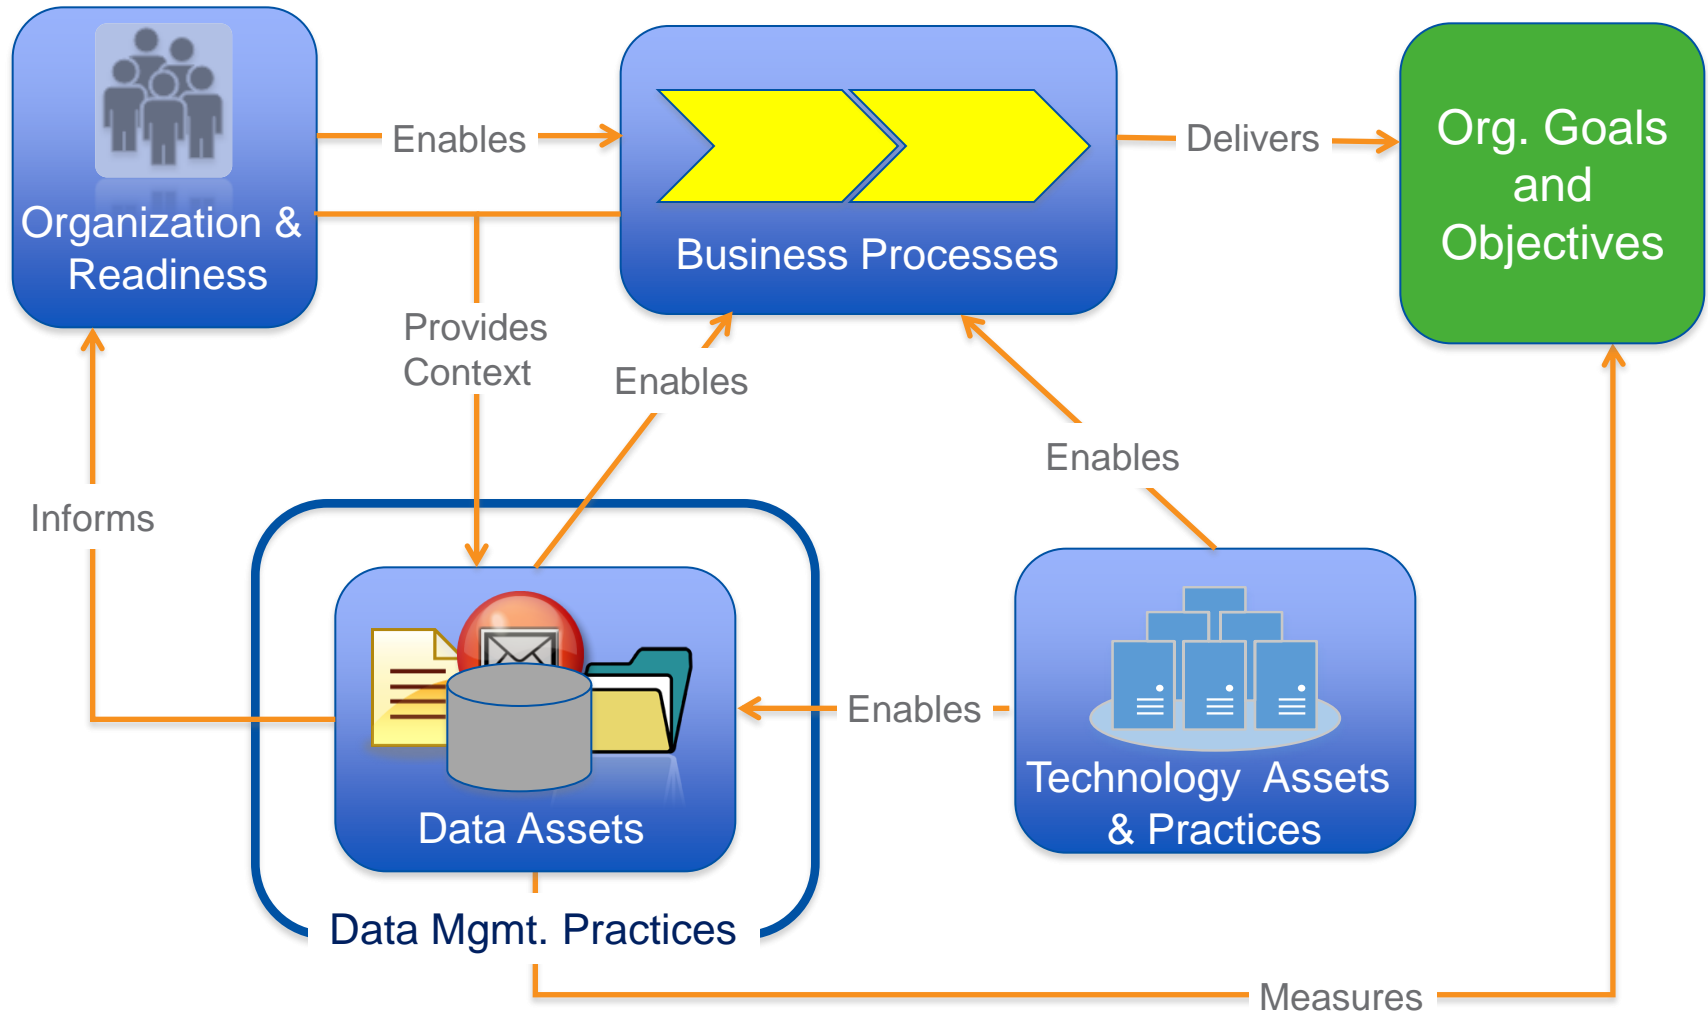 Organization &
Readiness
Enables
Business Processes
Delivers
Org. Goals
and
Objectives
Provides
Context
Enables
Enables
Informs
Data Assets
Enables
Technology Assets
& Practices
Data Mgmt. Practices
Measures